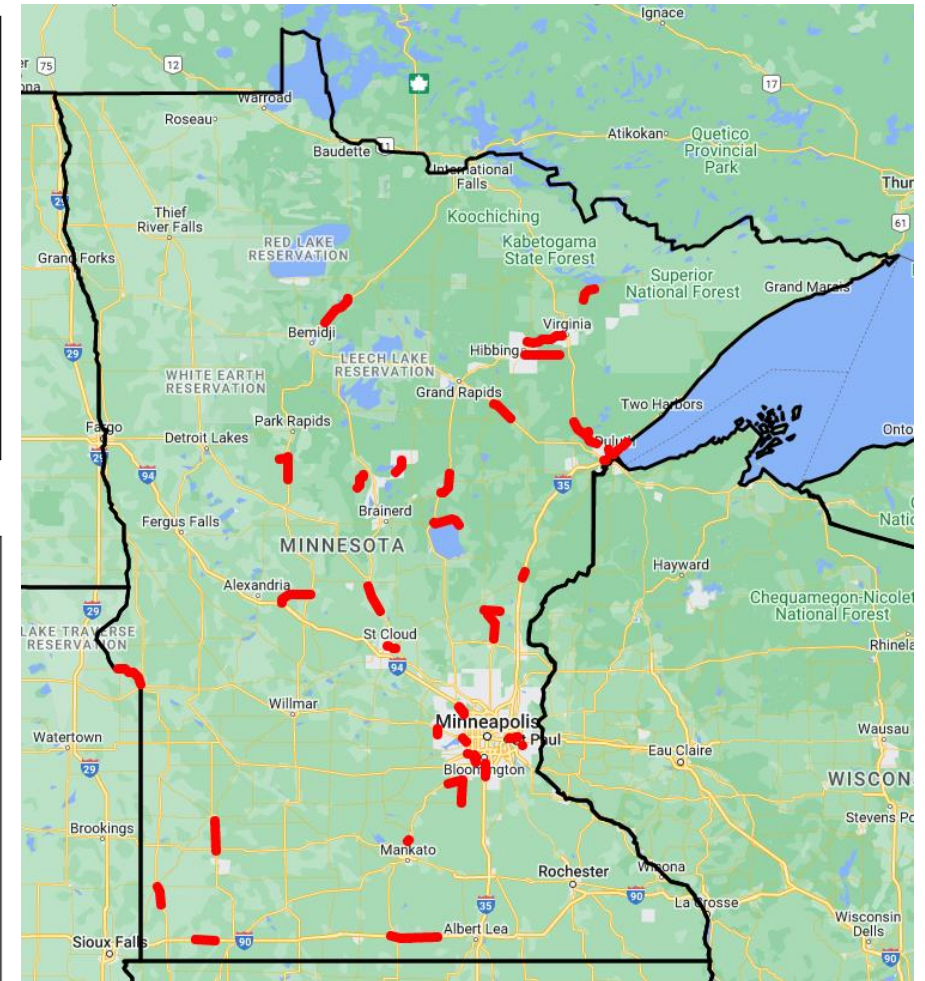 Ignace
75
12
17
Warroad
Roseau
Atikokan
Quetico
Provincial
Park
Baudette
11
International
Falls
Thur
Koochiching
Thief
River Falls
61
RED LAKE
RESERVATION
Kabetogama
State Forest
Grand Forks
Superior
National Forest
Grand Marais
Bemidji
Virginia
29
Hibbing
LEECH LAKE
RESERVATION
WHITE EARTH
RESERVATION
Grand Rapids
Two Harbors
Park Rapids
Fargo
Detroit Lakes
Duluth
Onto
94
35
Brainerd
Fergus Falls
MINNESOTA
Natio
Hayward
Alexandria
Chequamegon-Nicolet
National Forest
29
LAKE TRAVERSE
RESERVATION
St Cloud
Rhinela
94
Willmar
Minneapolis
Paul
Watertown
Wausau
Eau Claire
29
Bloomington
WISCON
Stevens Po
Brookings
Mankato
Rochester
Winona
90
La Crosse
35
Albert Lea
Wisconsin
Dells
Sioux Falls
90
90